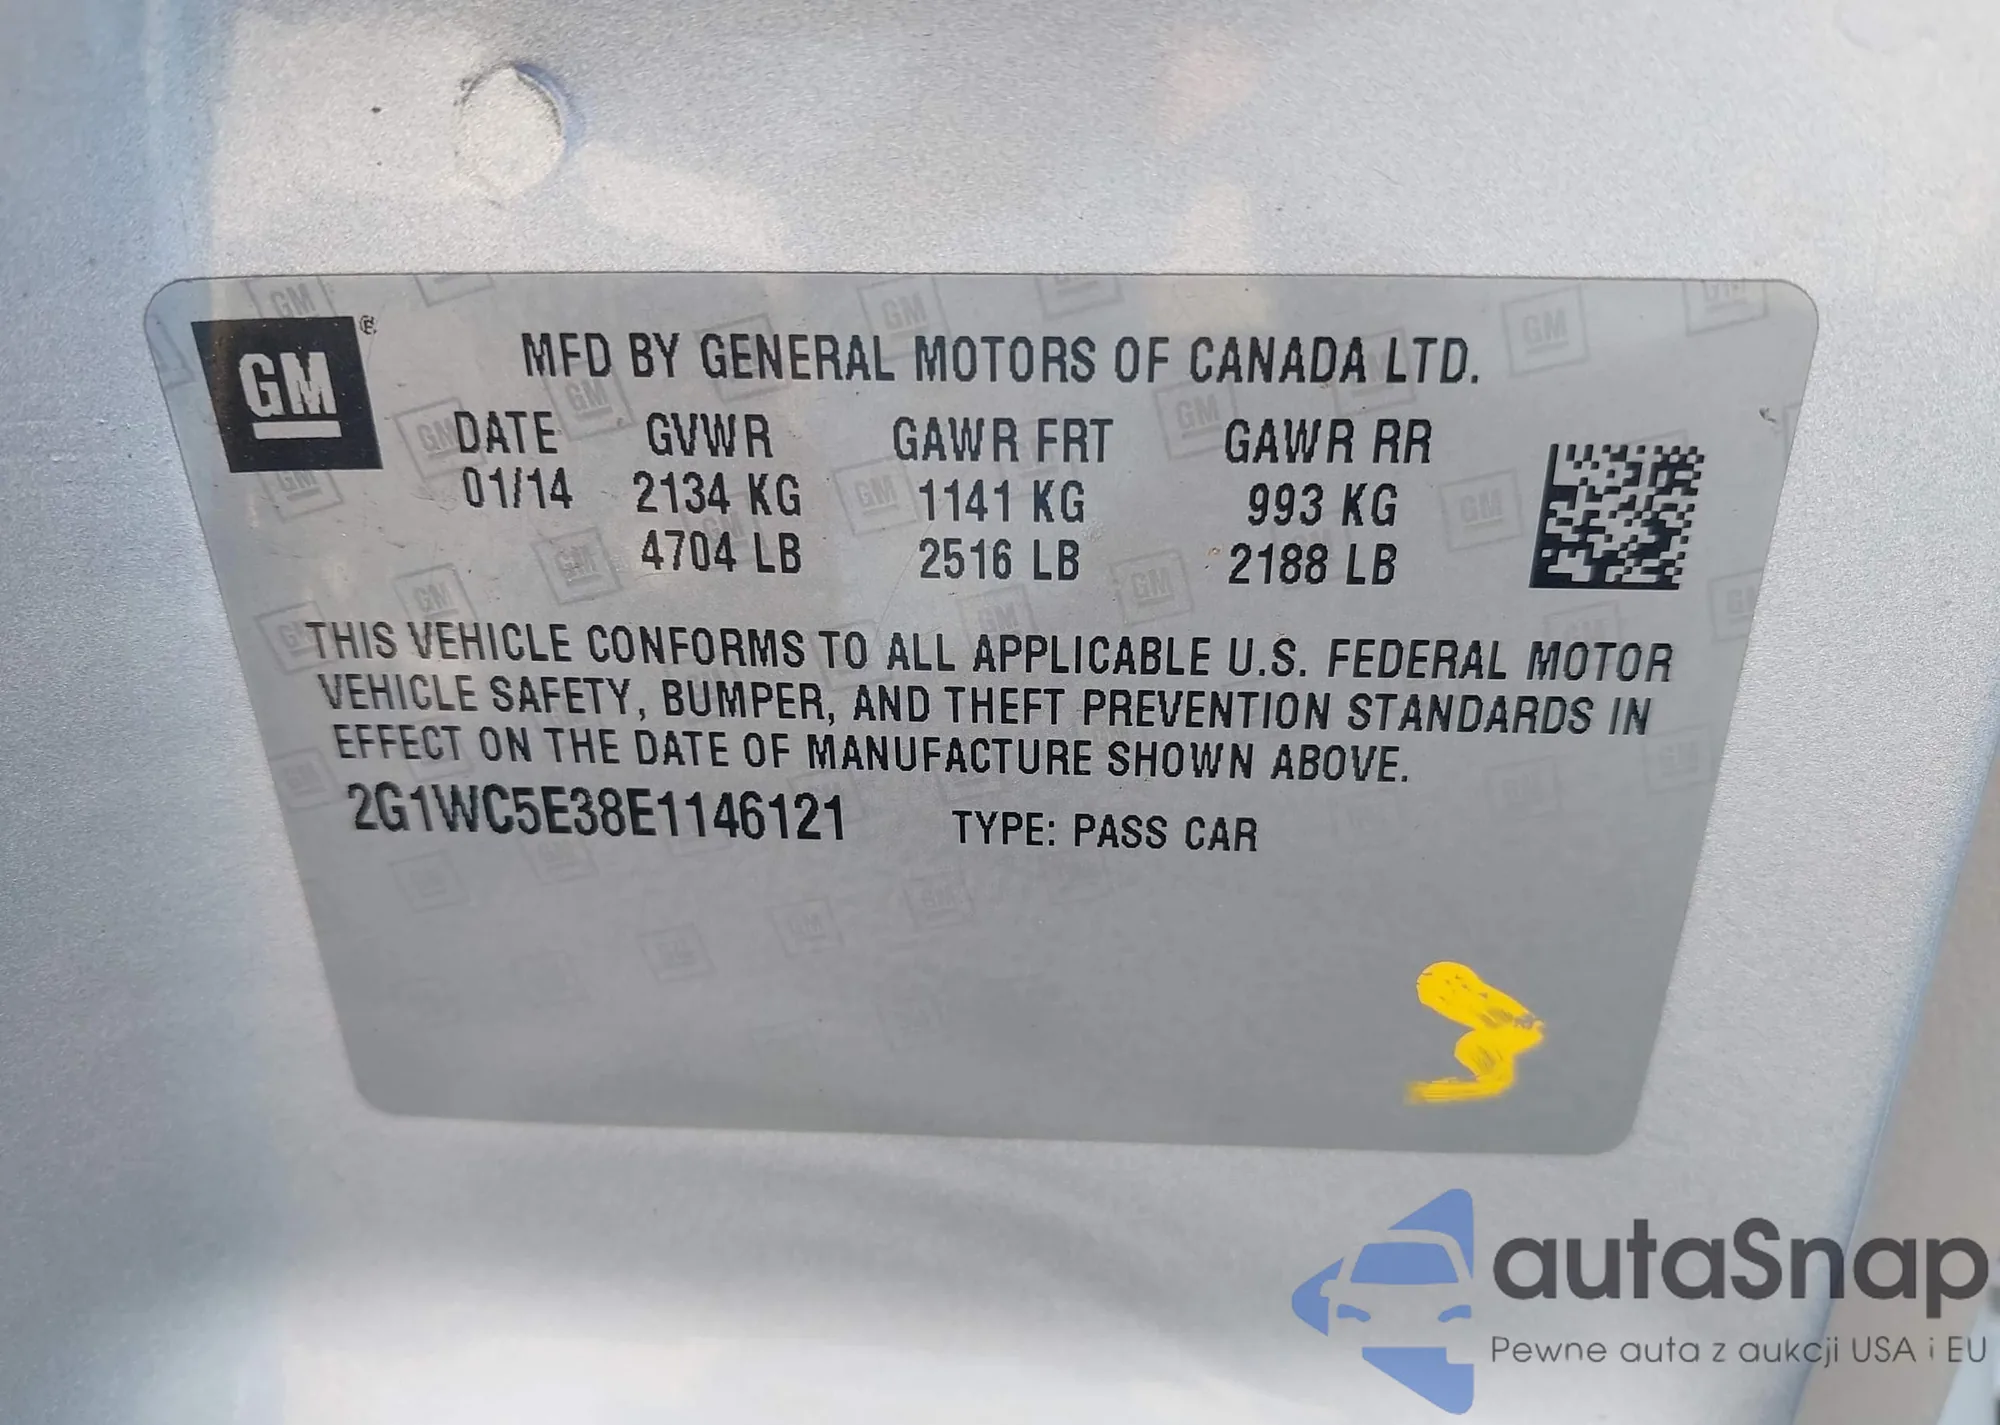 GM
MFD BY GENERAL MOTORS OF CANADA LTD.
DATE GVWR GAWR FRT GAWR RR
01/14 2134 KG 1141 KG 993 KG
4704 LB 2516 LB 2188 LB
THIS VEHICLE CONFORMS TO ALL APPLICABLE U.S. FEDERAL MOTOR
VEHICLE SAFETY, BUMPER, AND THEFT PREVENTION STANDARDS IN
EFFECT ON THE DATE OF MANUFACTURE SHOWN ABOVE.
2G1WC5E38E1146121 TYPE: PASS CAR
autaSnap
Pewne auta z aukcji USA i EU